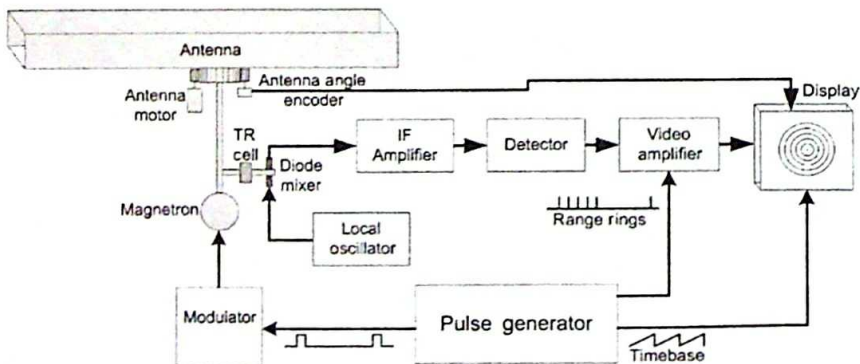 Antenna
Antenna
motor
Antenna angle
encoder
Display
TR
cell
Diode
mixer
IF
Amplifier
Detector
Video
amplifier
Magnetron
Local
oscillator
Range rings
Modulator
Pulse generator
Timebase